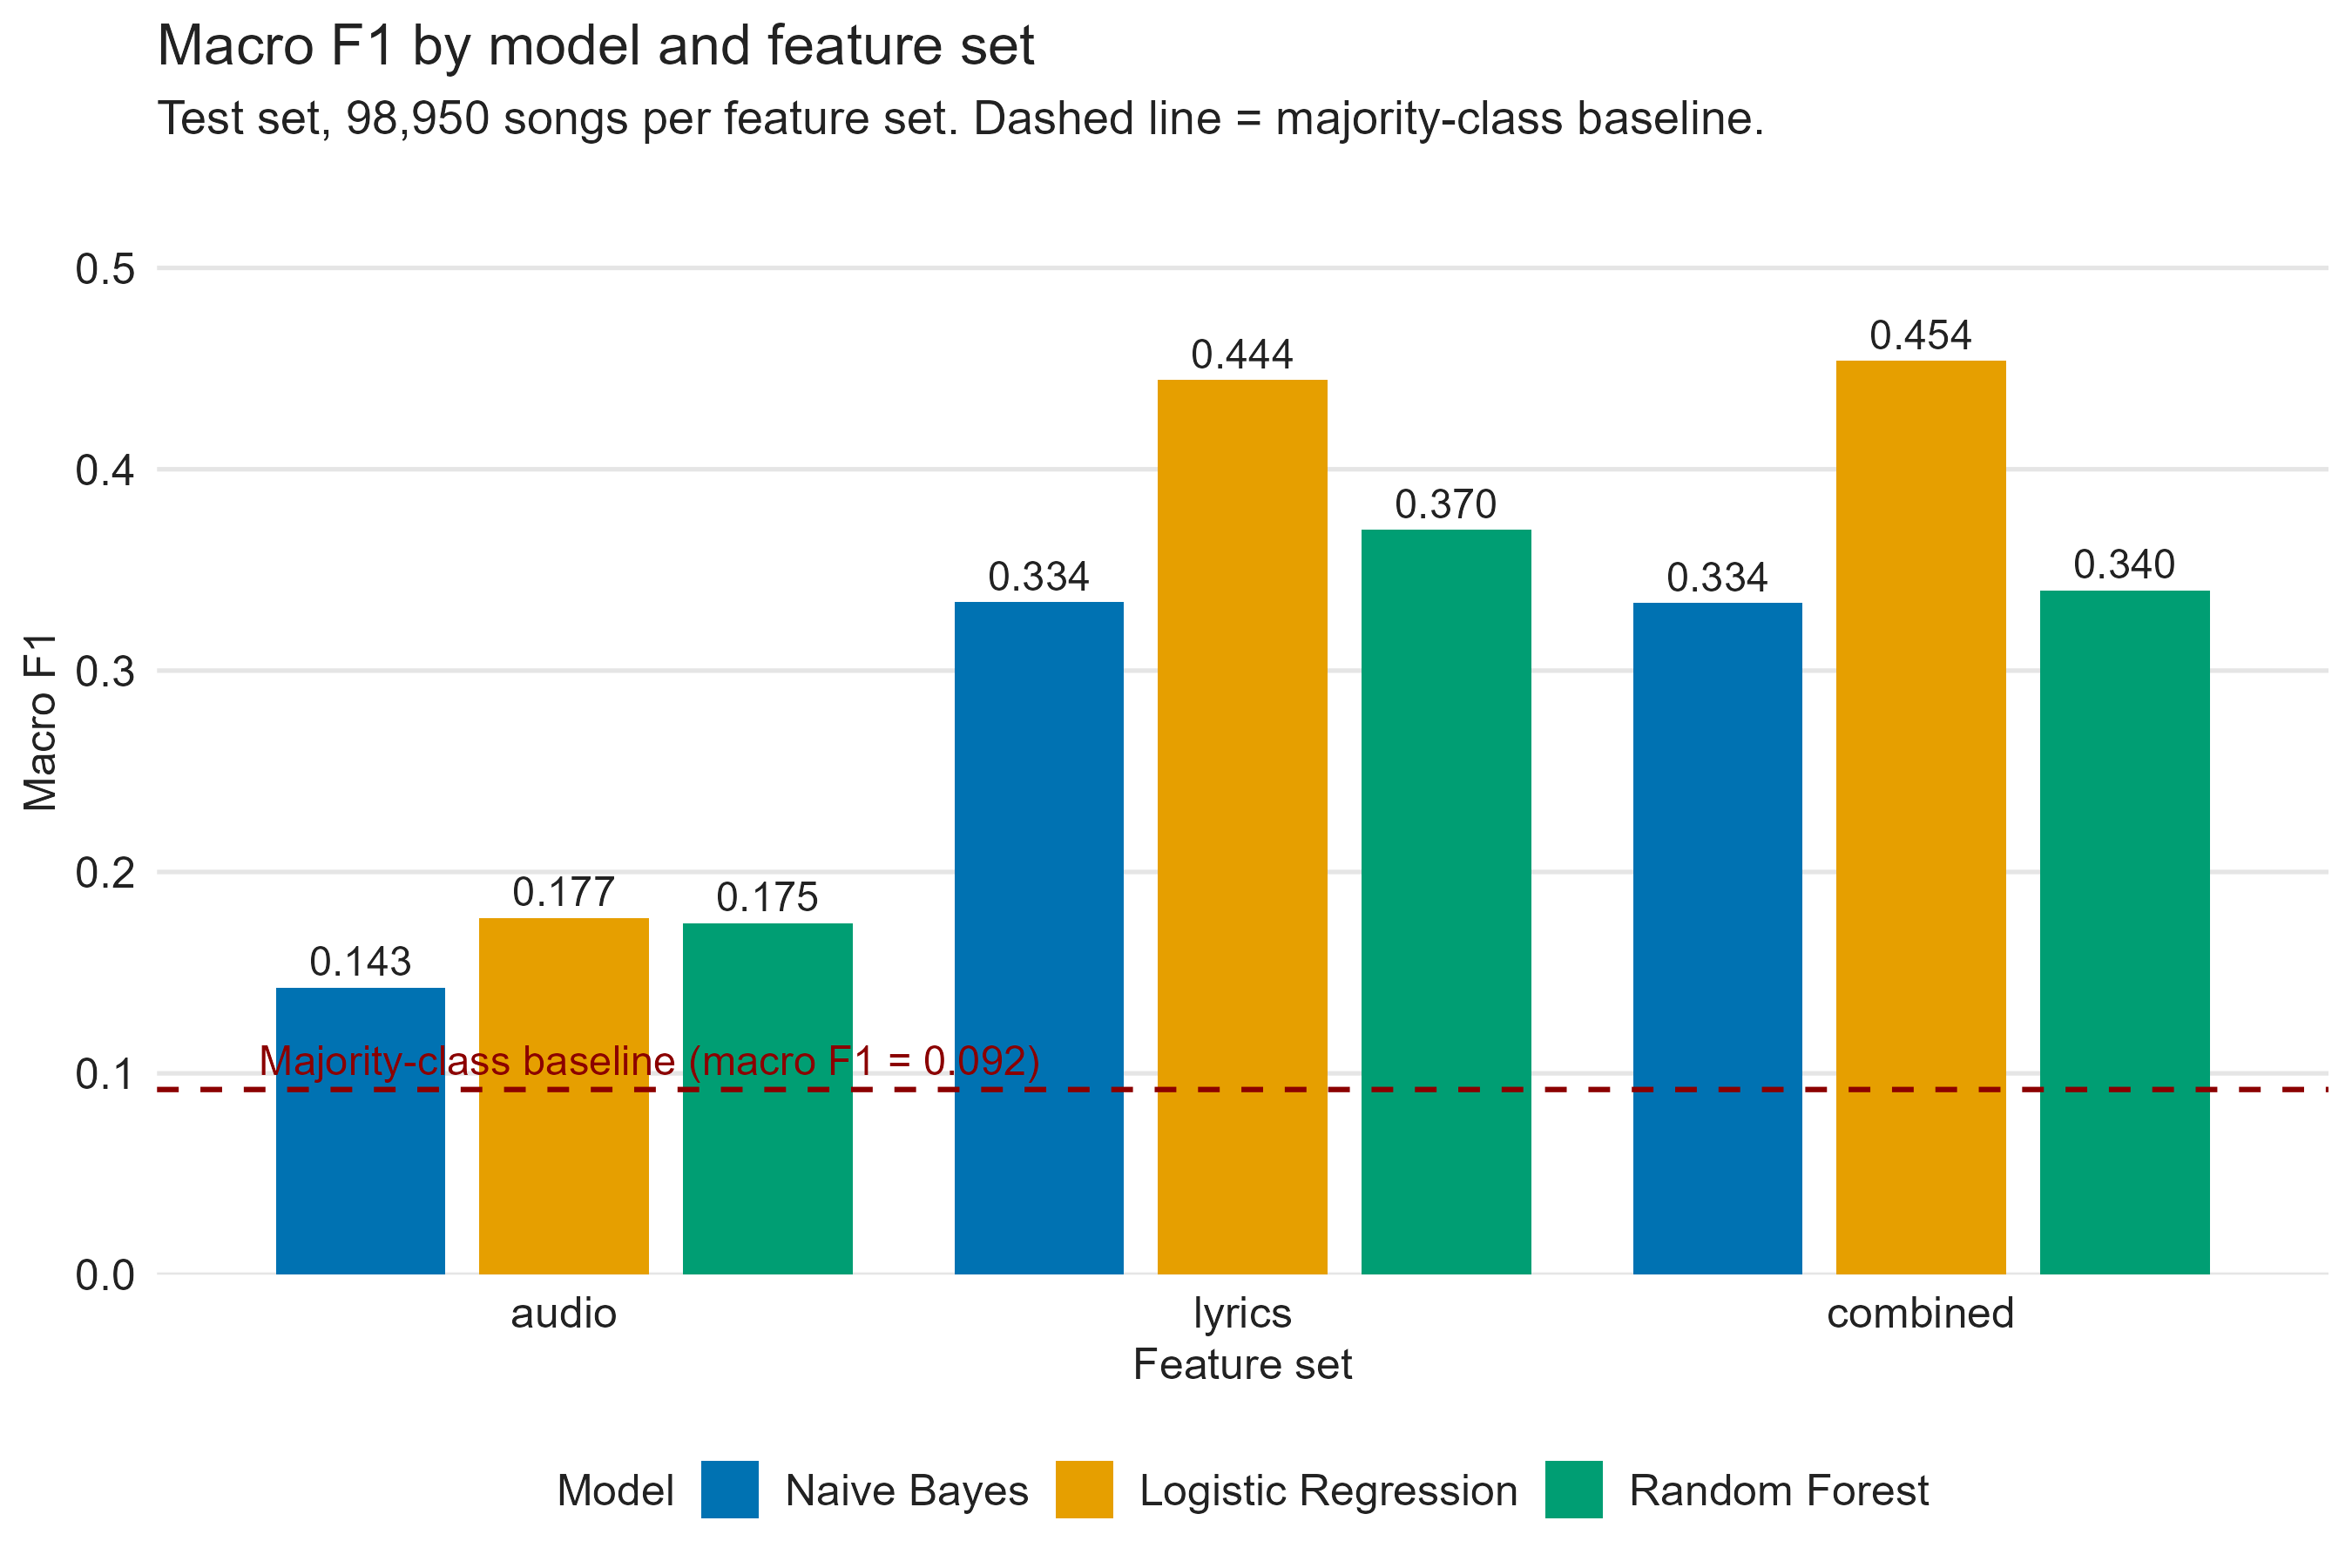 Macro F1 by model and feature set
Test set, 98,950 songs per feature set. Dashed line = majority-class baseline.
0.5
0.4
0.3
0.2
0.1
0.0
Macro F1
0.143
0.177
0.175
0.334
0.444
0.370
0.334
0.454
0.340
Majority-class baseline (macro F1 = 0.092)
audio
lyrics
combined
Feature set
Model Naive Bayes Logistic Regression Random Forest